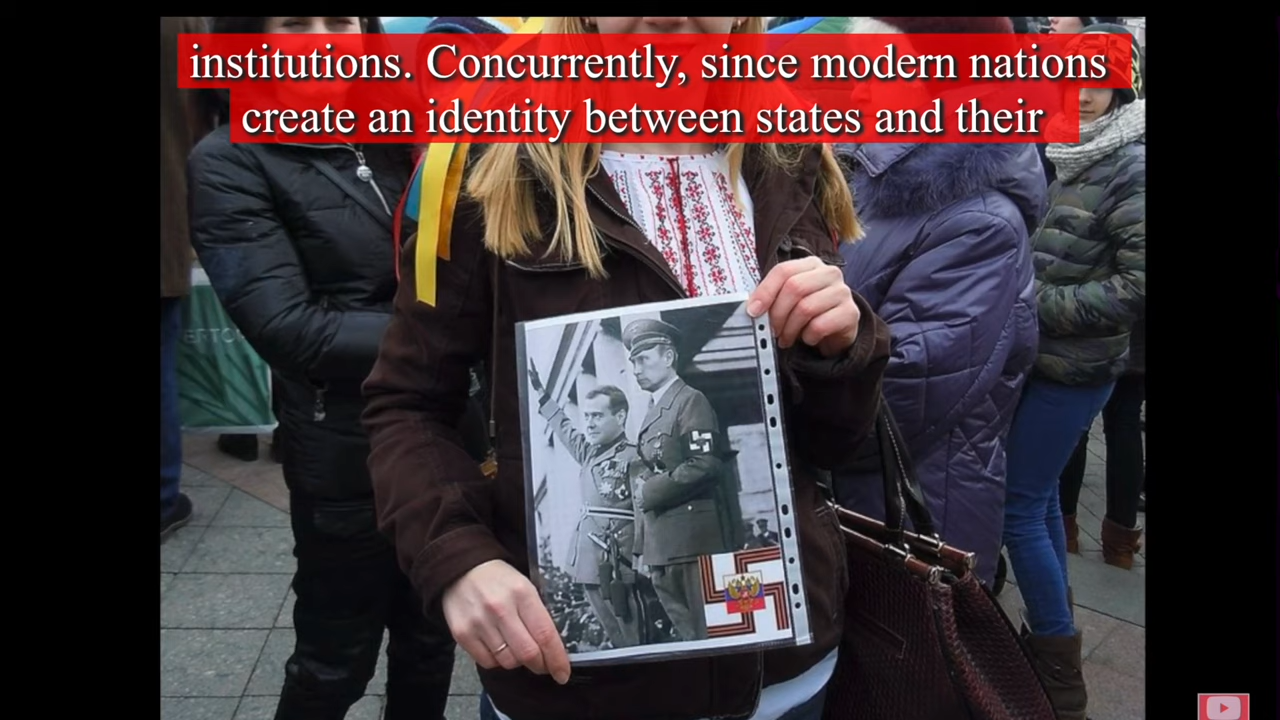 institutions. Concurrently, since modern nations
create an identity between states and their